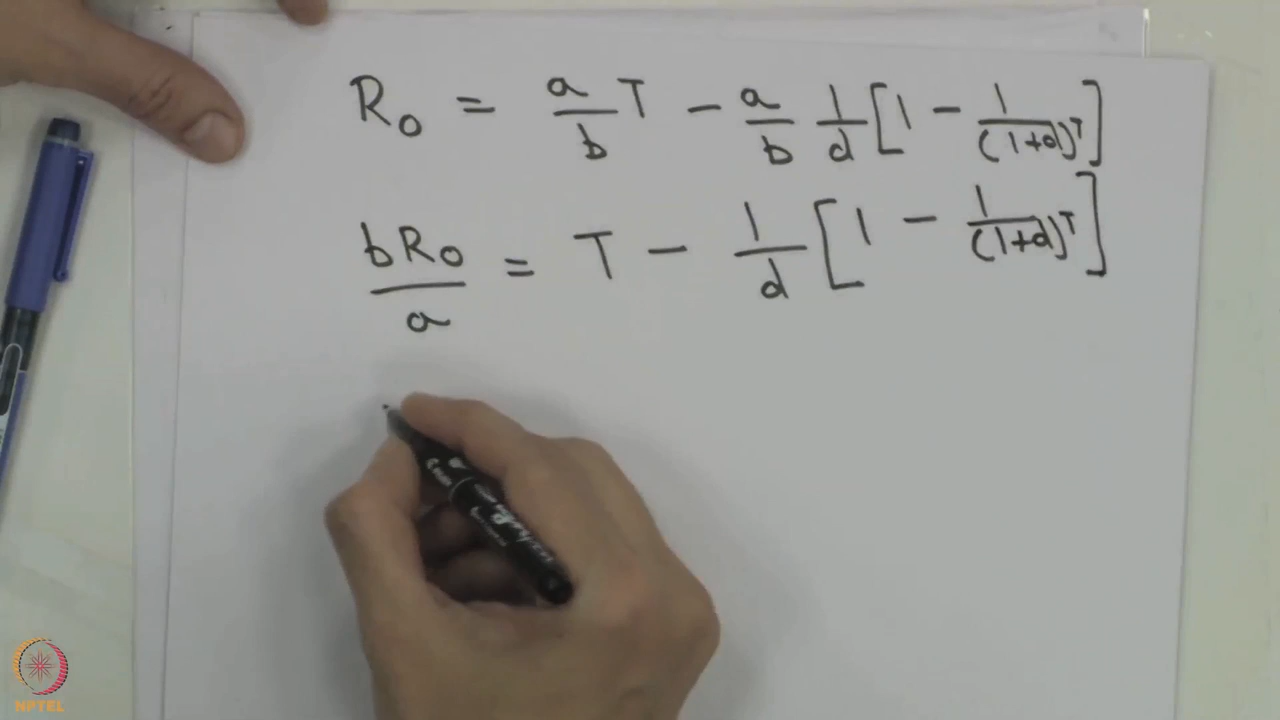 R₀ = a/b T - a/b 1/d [1 - 1/(1+d)ᵀ]
bR₀/a = T - 1/d [1 - 1/(1+d)ᵀ]
NPTEL